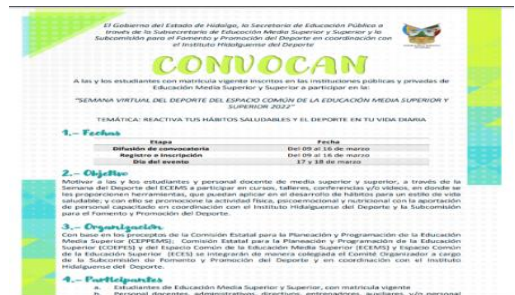 El Gobierno del Estado de Hidalgo, la Secretaría de Educación Pública a
través de la Subsecretaría de Educación Media Superior y Superior y la
Subcomisión para el Fomento y Promoción del Deporte en coordinación con
el Instituto Hidalguense del Deporte
CONVOCAN
A las y los estudiantes con matrícula vigente inscritos en las instituciones públicas y privadas de
Educación Media Superior y Superior a participar en la:
"SEMANA VIRTUAL DEL DEPORTE DEL ESPACIO COMÚN DE LA EDUCACIÓN MEDIA SUPERIOR Y
SUPERIOR 2022"
TEMÁTICA: REACTIVA TUS HÁBITOS SALUDABLES Y EL DEPORTE EN TU VIDA DIARIA
1.- Fechas
Etapa Fecha
Difusión de convocatoria Del 09 al 16 de marzo
Registro e inscripción Del 09 al 16 de marzo
Día del evento 17 y 18 de marzo
2.- Objetivo
Motivar a las y los estudiantes y personal docente de media superior y superior, a través de la
Semana del Deporte del ECEMS a participar en cursos, talleres, conferencias y/o videos, en donde se
les proporcionen herramientas, que puedan aplicar en el desarrollo de hábitos para un estilo de vida
saludable; y con ello se promocione la actividad física, psicoemocional y nutricional con la aportación
de personal capacitado en coordinación con el Instituto Hidalguense del Deporte y la Subcomisión
para el Fomento y Promoción del Deporte.
3.- Organización
Con base en los preceptos de la Comisión Estatal para la Planeación y Programación de la Educación
Media Superior (CEPPEMS); Comisión Estatal para la Planeación y Programación de la Educación
Superior (COEPES) y del Espacio Común de la Educación Media Superior (ECEMS) y Espacio Común
de la Educación Superior (ECES) se integrarán de manera colegiada el Comité Organizador a cargo
de la Subcomisión de Fomento y Promoción del Deporte y en coordinación con el Instituto
Hidalguense del Deporte.
4.- Participantes
a. Estudiantes de Educación Media Superior y Superior, con matrícula vigente
b. Personal docentes, administrativos, directivos, entrenadores, auxiliares y/o personal